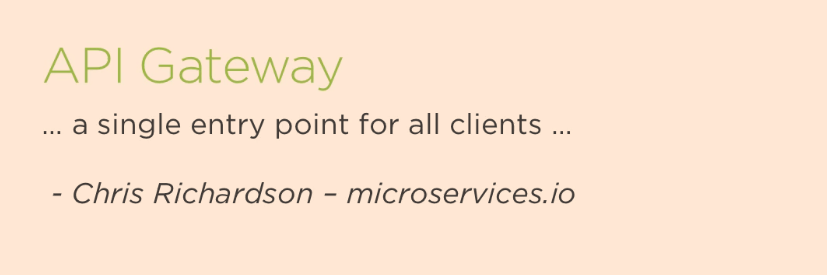 API Gateway
... a single entry point for all clients ...
- Chris Richardson – microservices.io